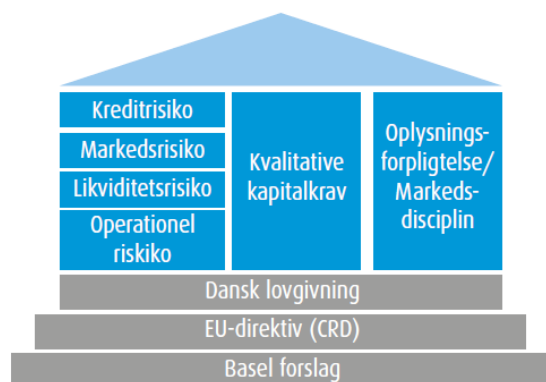 Kreditrisiko
Markedsrisiko
Likviditetsrisiko
Operationel
riskiko
Kvalitative
kapitalkrav
Oplysnings-
forpligtelse/
Markeds-
disciplin
Dansk lovgivning
EU-direktiv (CRD)
Basel forslag